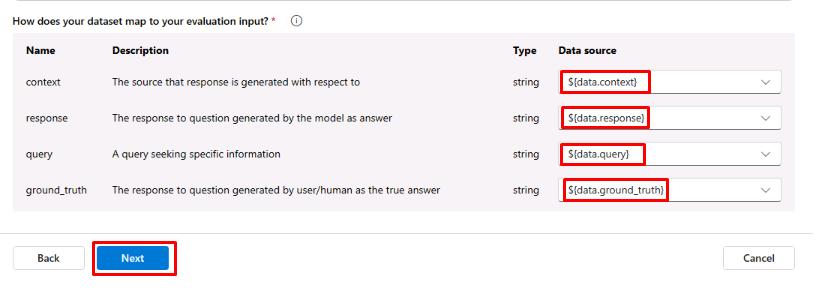 How does your dataset map to your evaluation input? *
Name Description Type Data source
context The source that response is generated with respect to string ${data.context}
response The response to question generated by the model as answer string ${data.response}
query A query seeking specific information string ${data.query}
ground_truth The response to question generated by user/human as the true answer string ${data.ground_truth}
Back Next Cancel